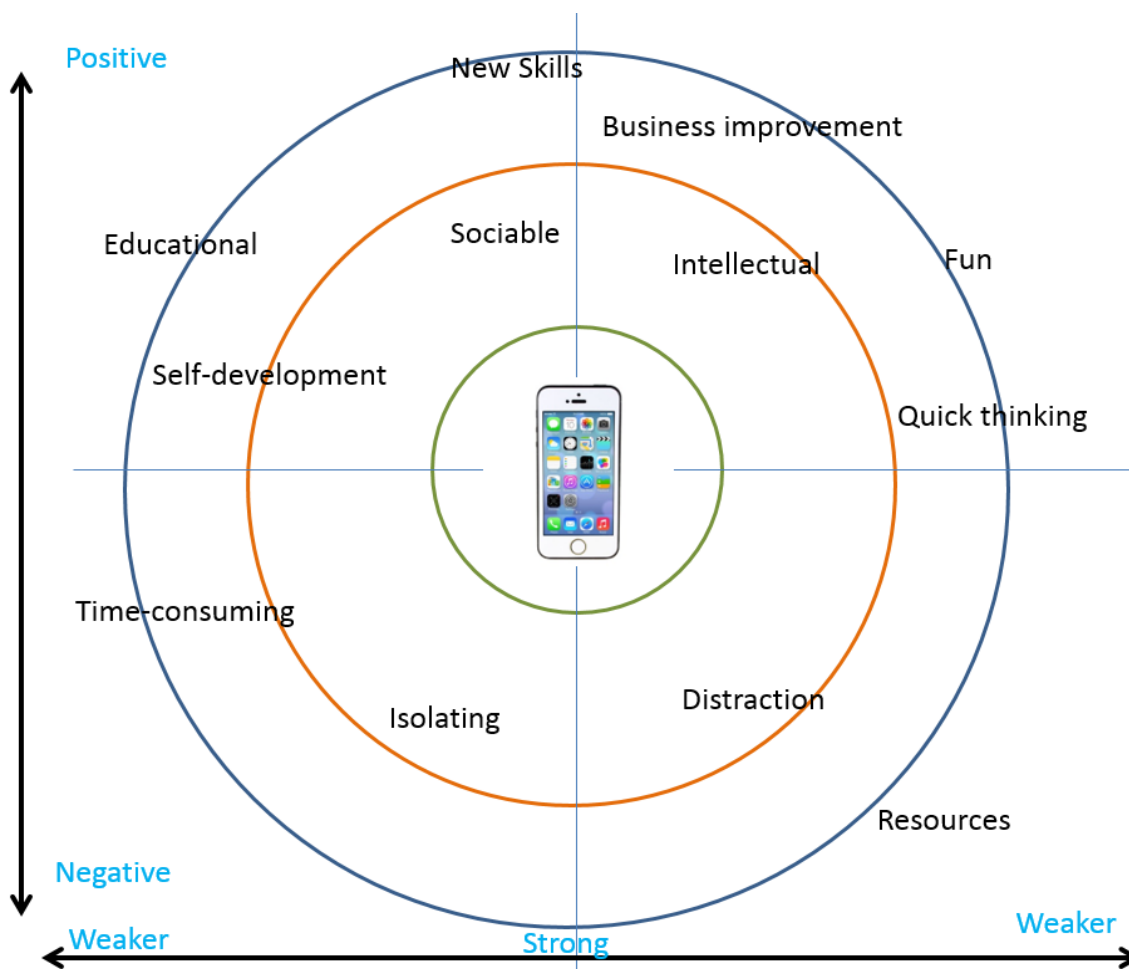 Positive
New Skills
Business improvement
Sociable
Educational
Intellectual
Fun
Self-development
Quick thinking
Time-consuming
Distraction
Isolating
Resources
Negative
Weaker
Strong
Weaker